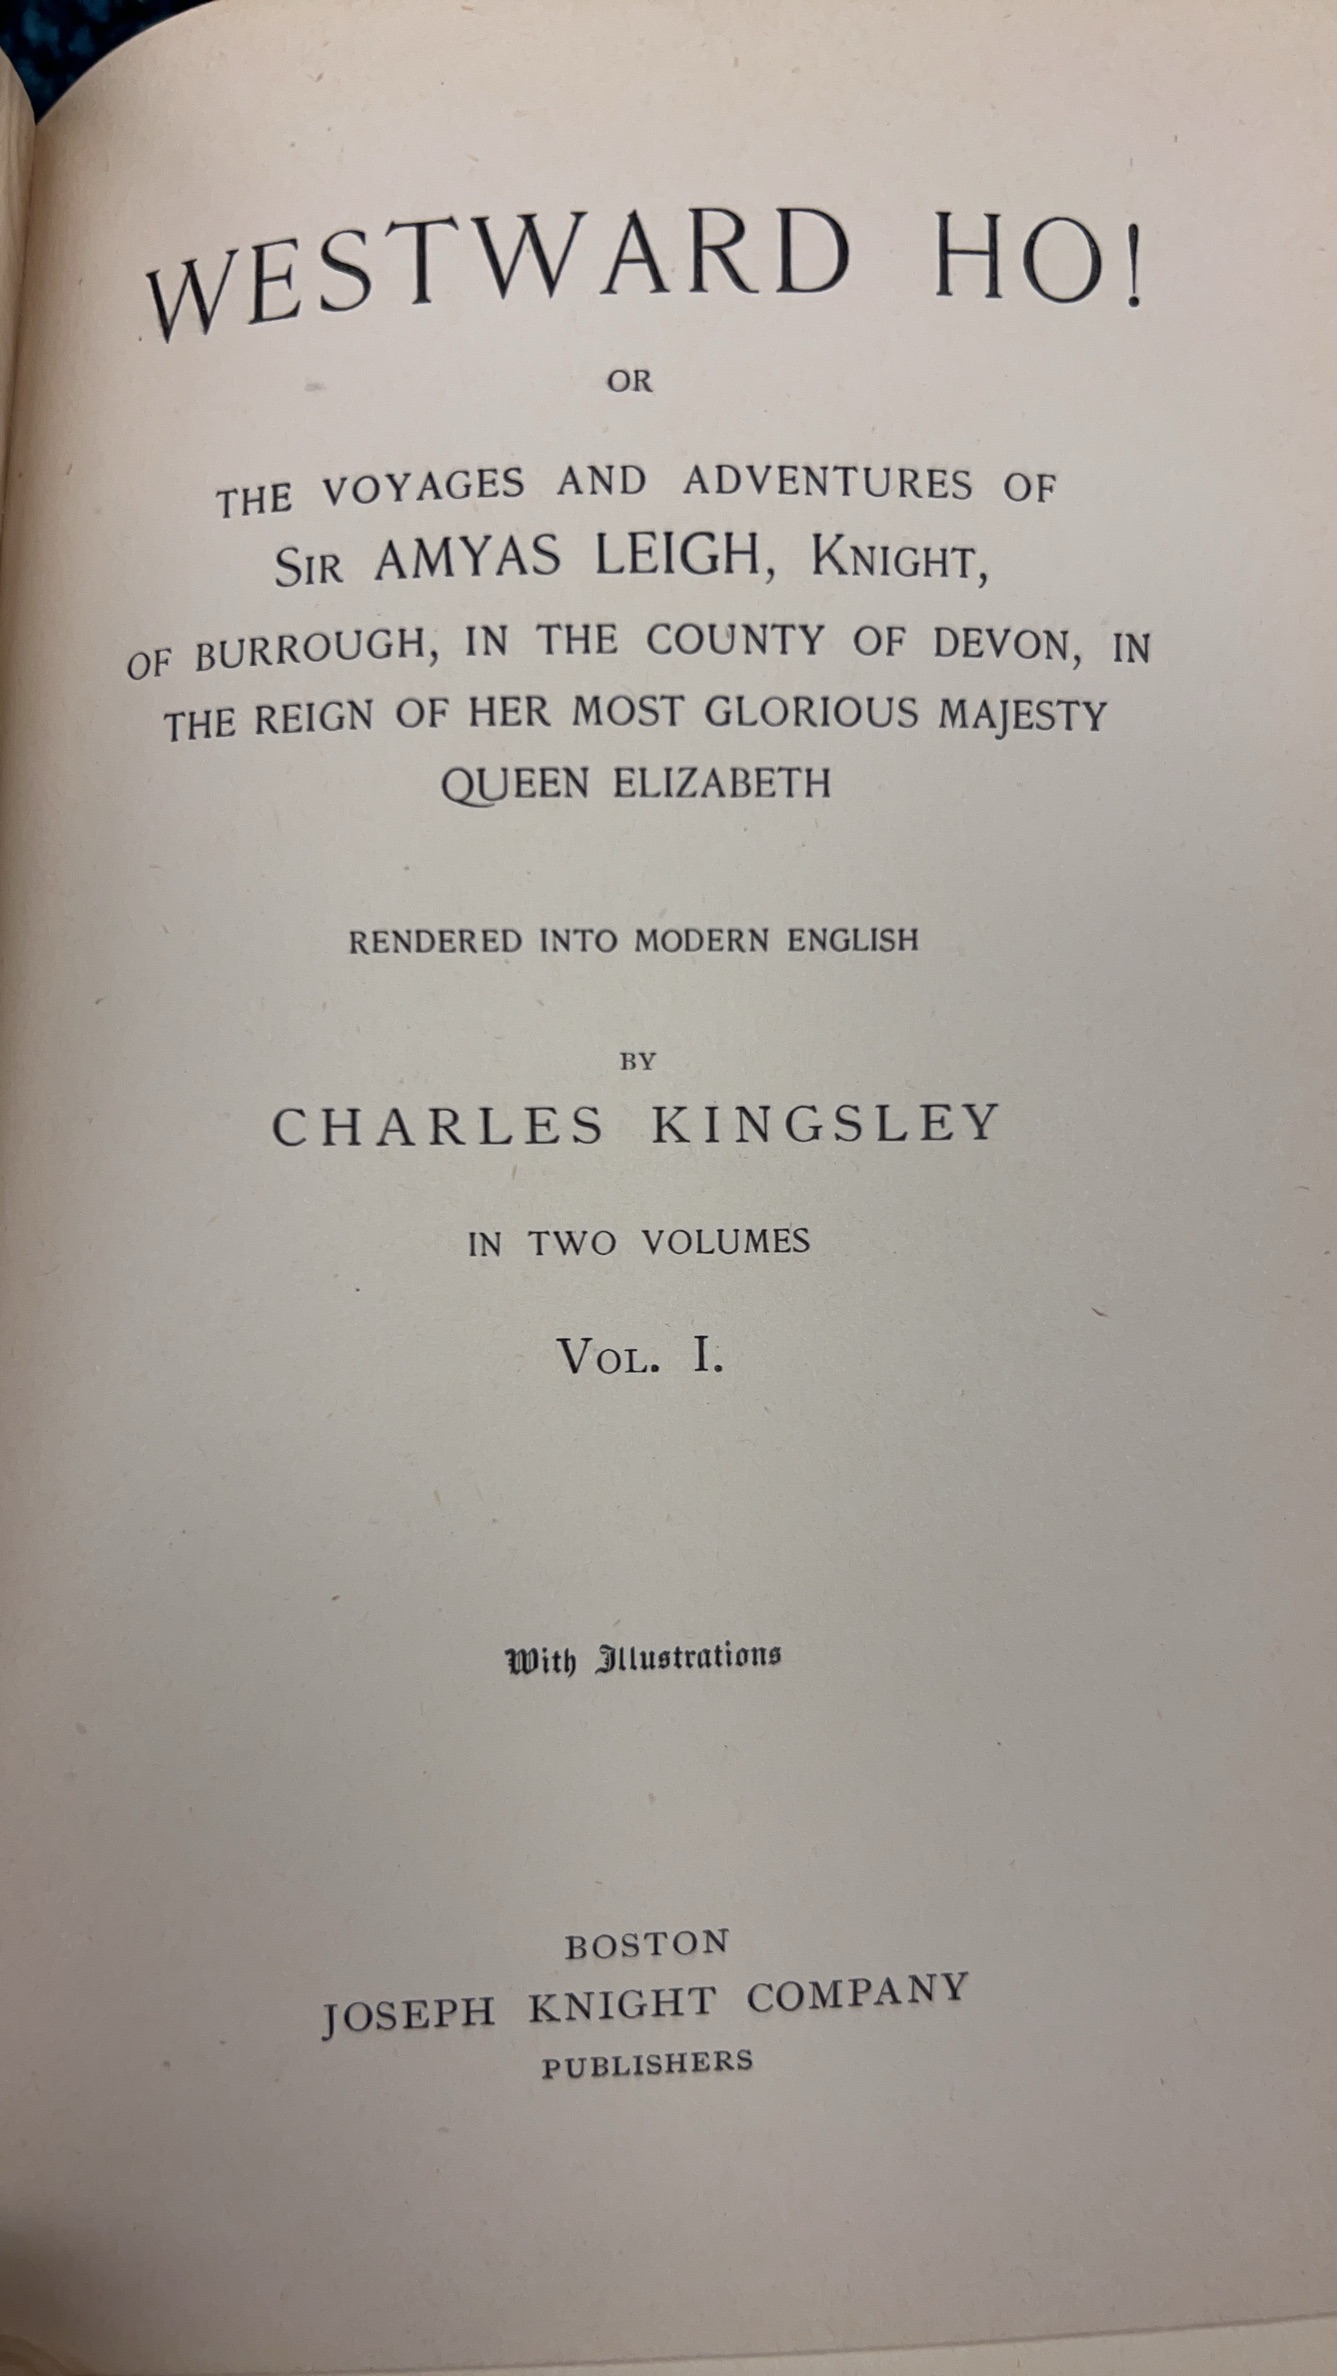 WESTWARD HO!
OR
THE VOYAGES AND ADVENTURES OF
SIR AMYAS LEIGH, KNIGHT,
OF BURROUGH, IN THE COUNTY OF DEVON, IN
THE REIGN OF HER MOST GLORIOUS MAJESTY
QUEEN ELIZABETH
RENDERED INTO MODERN ENGLISH
BY
CHARLES KINGSLEY
IN TWO VOLUMES
VOL. I.
With Illustrations
BOSTON
JOSEPH KNIGHT COMPANY
PUBLISHERS